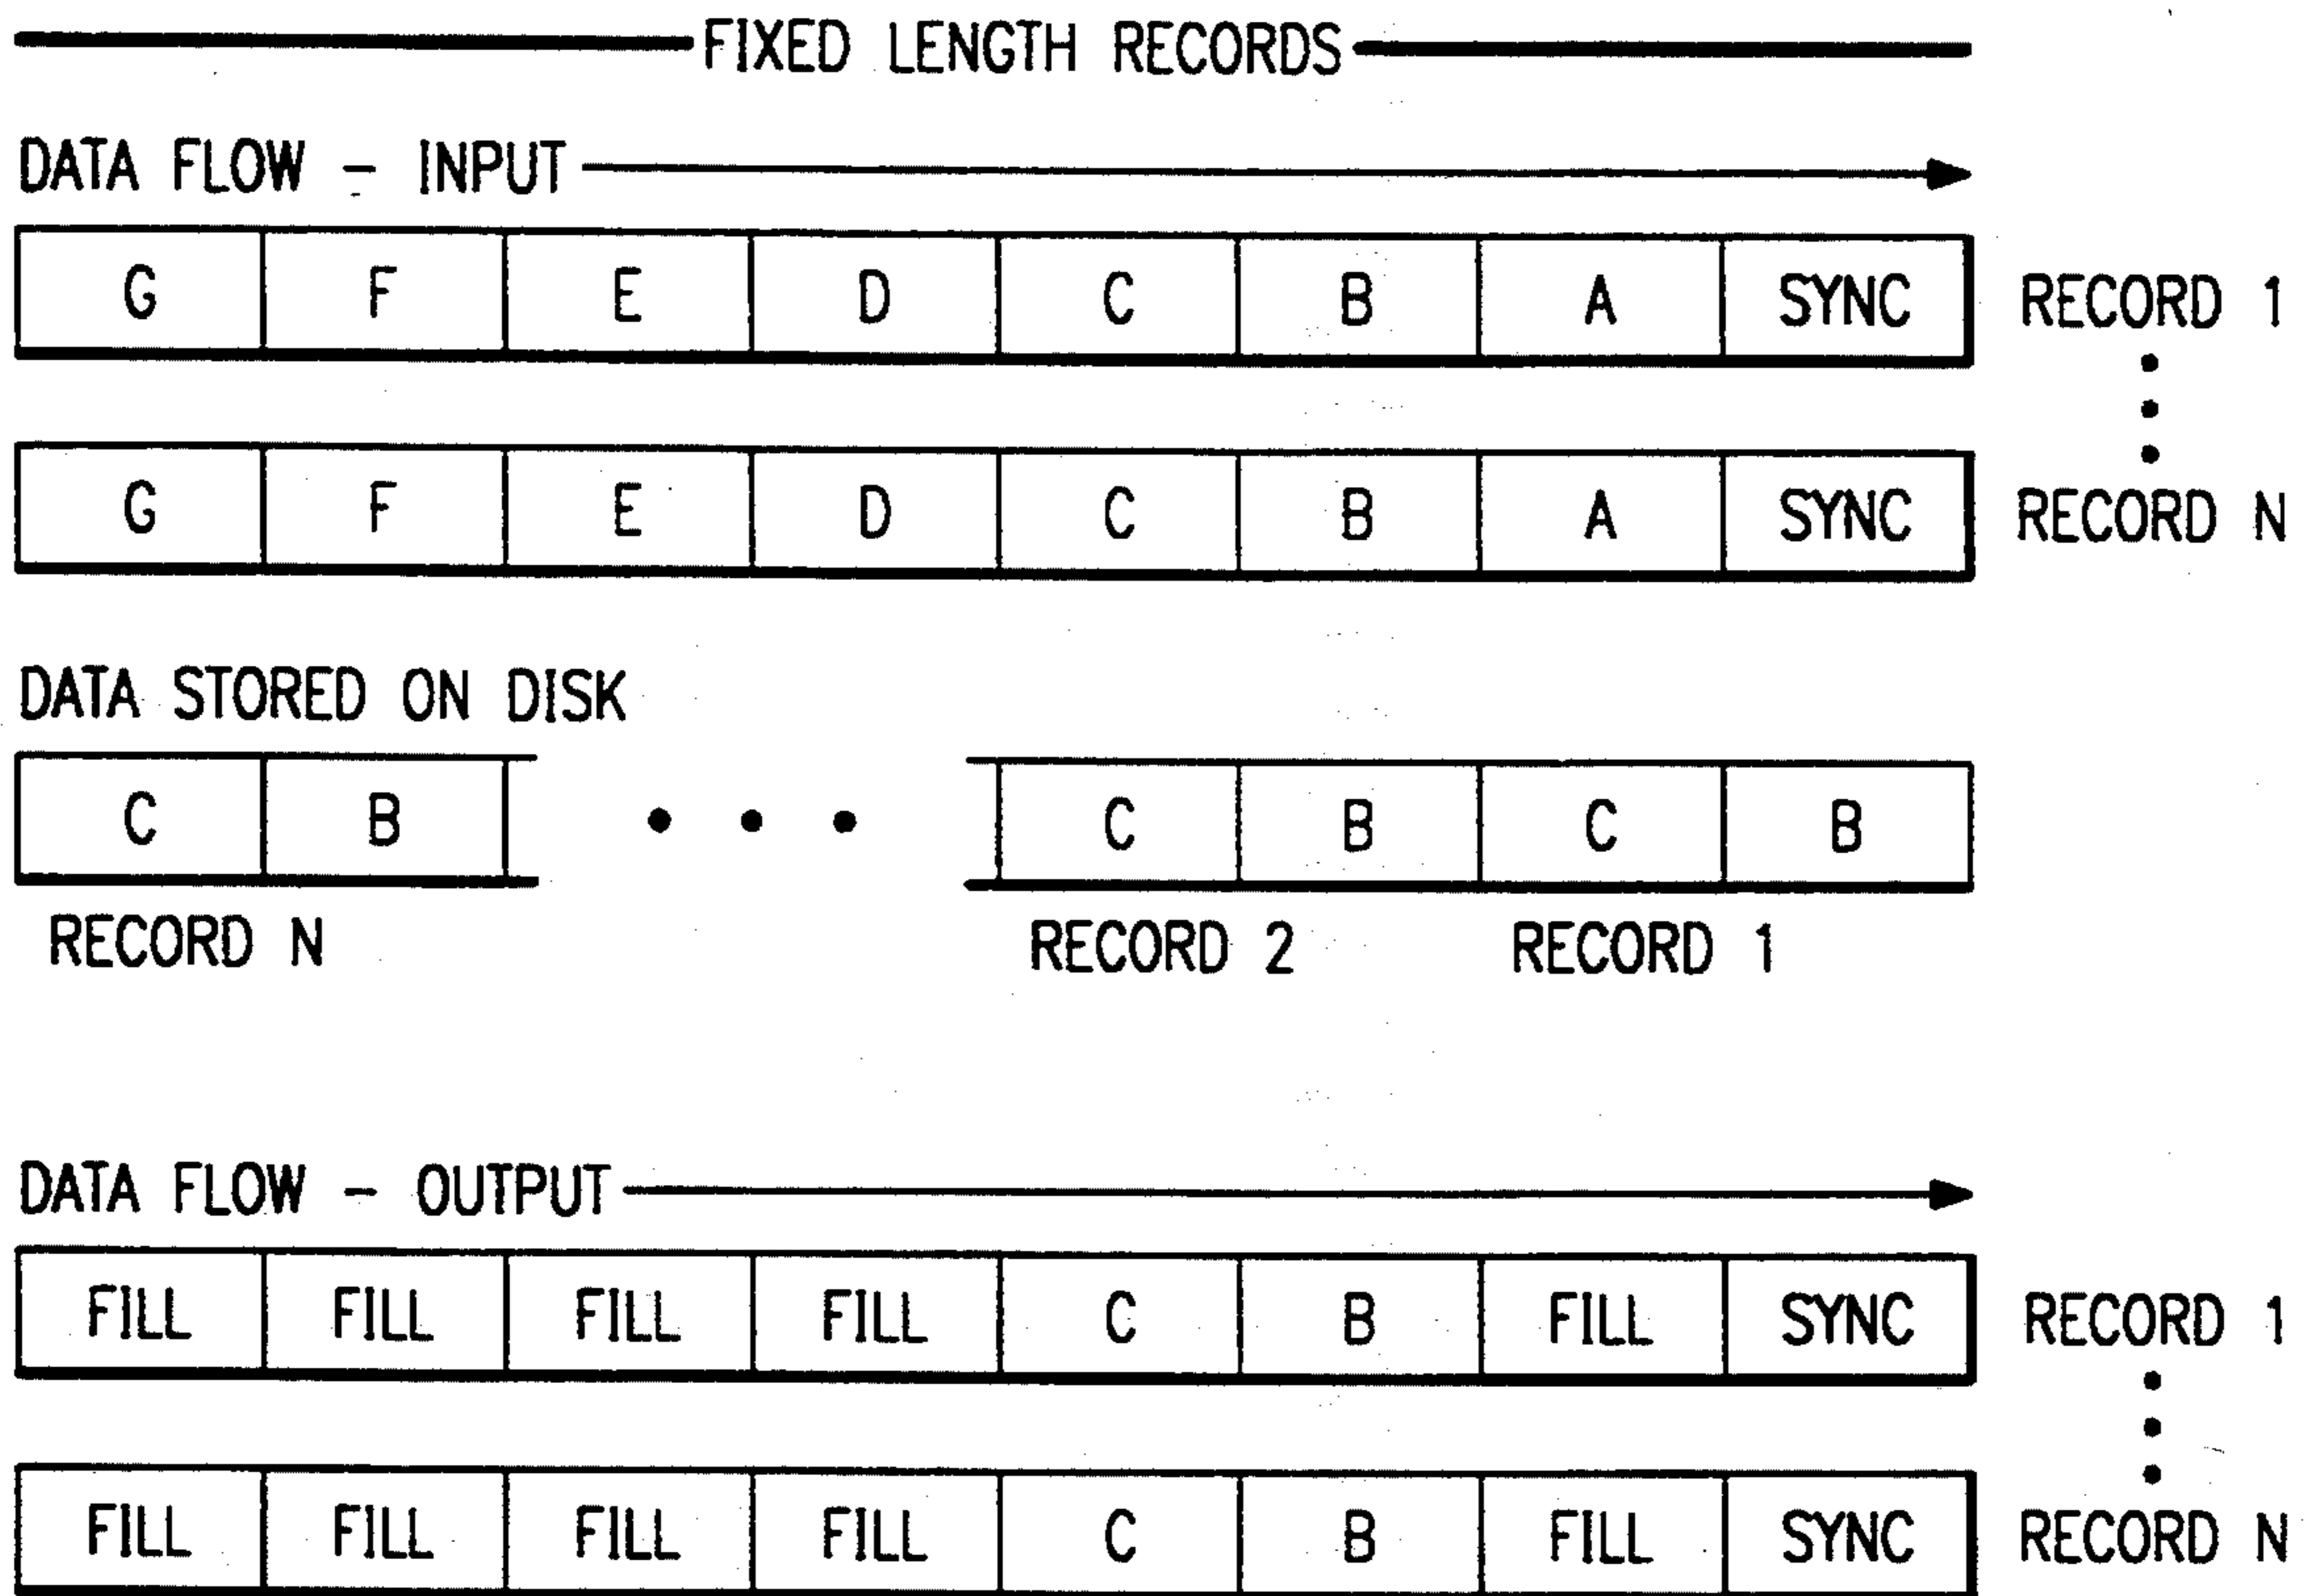 FIXED LENGTH RECORDS
DATA FLOW - INPUT
G F E D C B A SYNC RECORD 1
G F E D C B A SYNC RECORD N
DATA STORED ON DISK
C B • • • C B C B
RECORD N RECORD 2 RECORD 1
DATA FLOW - OUTPUT
FILL FILL FILL FILL C B FILL SYNC RECORD 1
FILL FILL FILL FILL C B FILL SYNC RECORD N